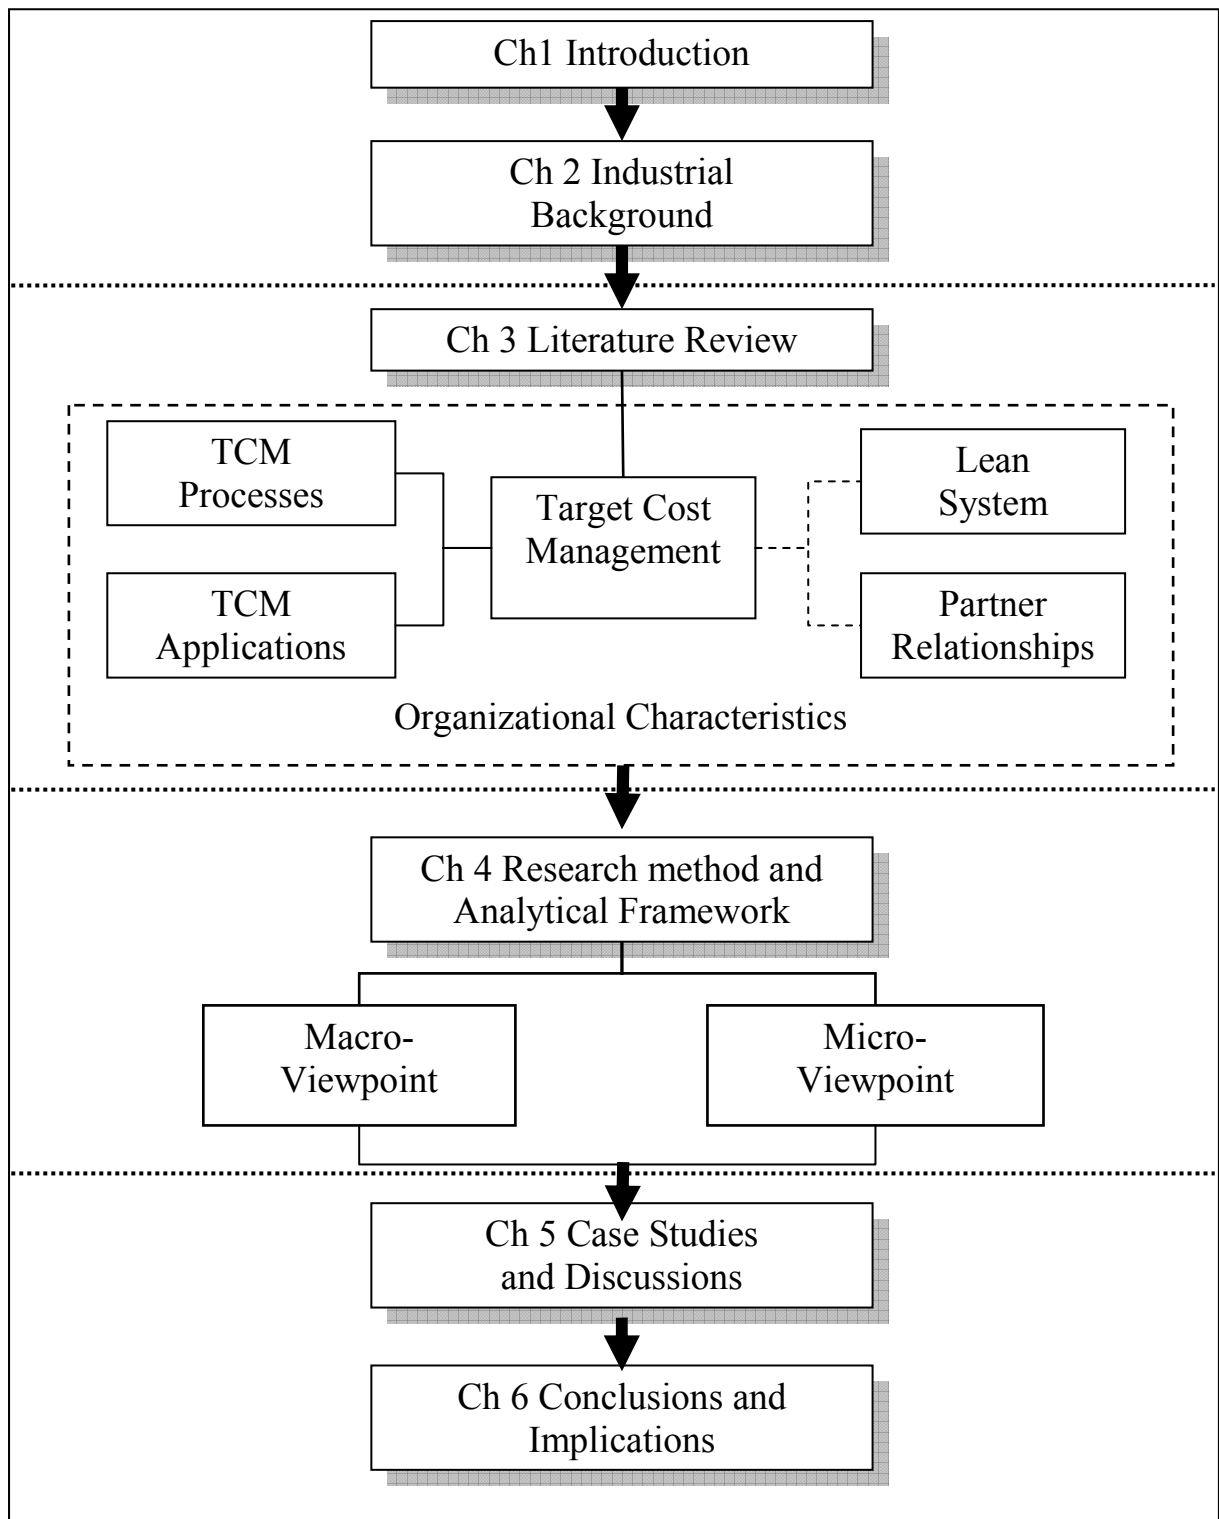 Ch1 Introduction
Ch 2 Industrial
Background
Ch 3 Literature Review
TCM
Processes
TCM
Applications
Target Cost
Management
Lean
System
Partner
Relationships
Organizational Characteristics
Ch 4 Research method and
Analytical Framework
Macro-
Viewpoint
Micro-
Viewpoint
Ch 5 Case Studies
and Discussions
Ch 6 Conclusions and
Implications